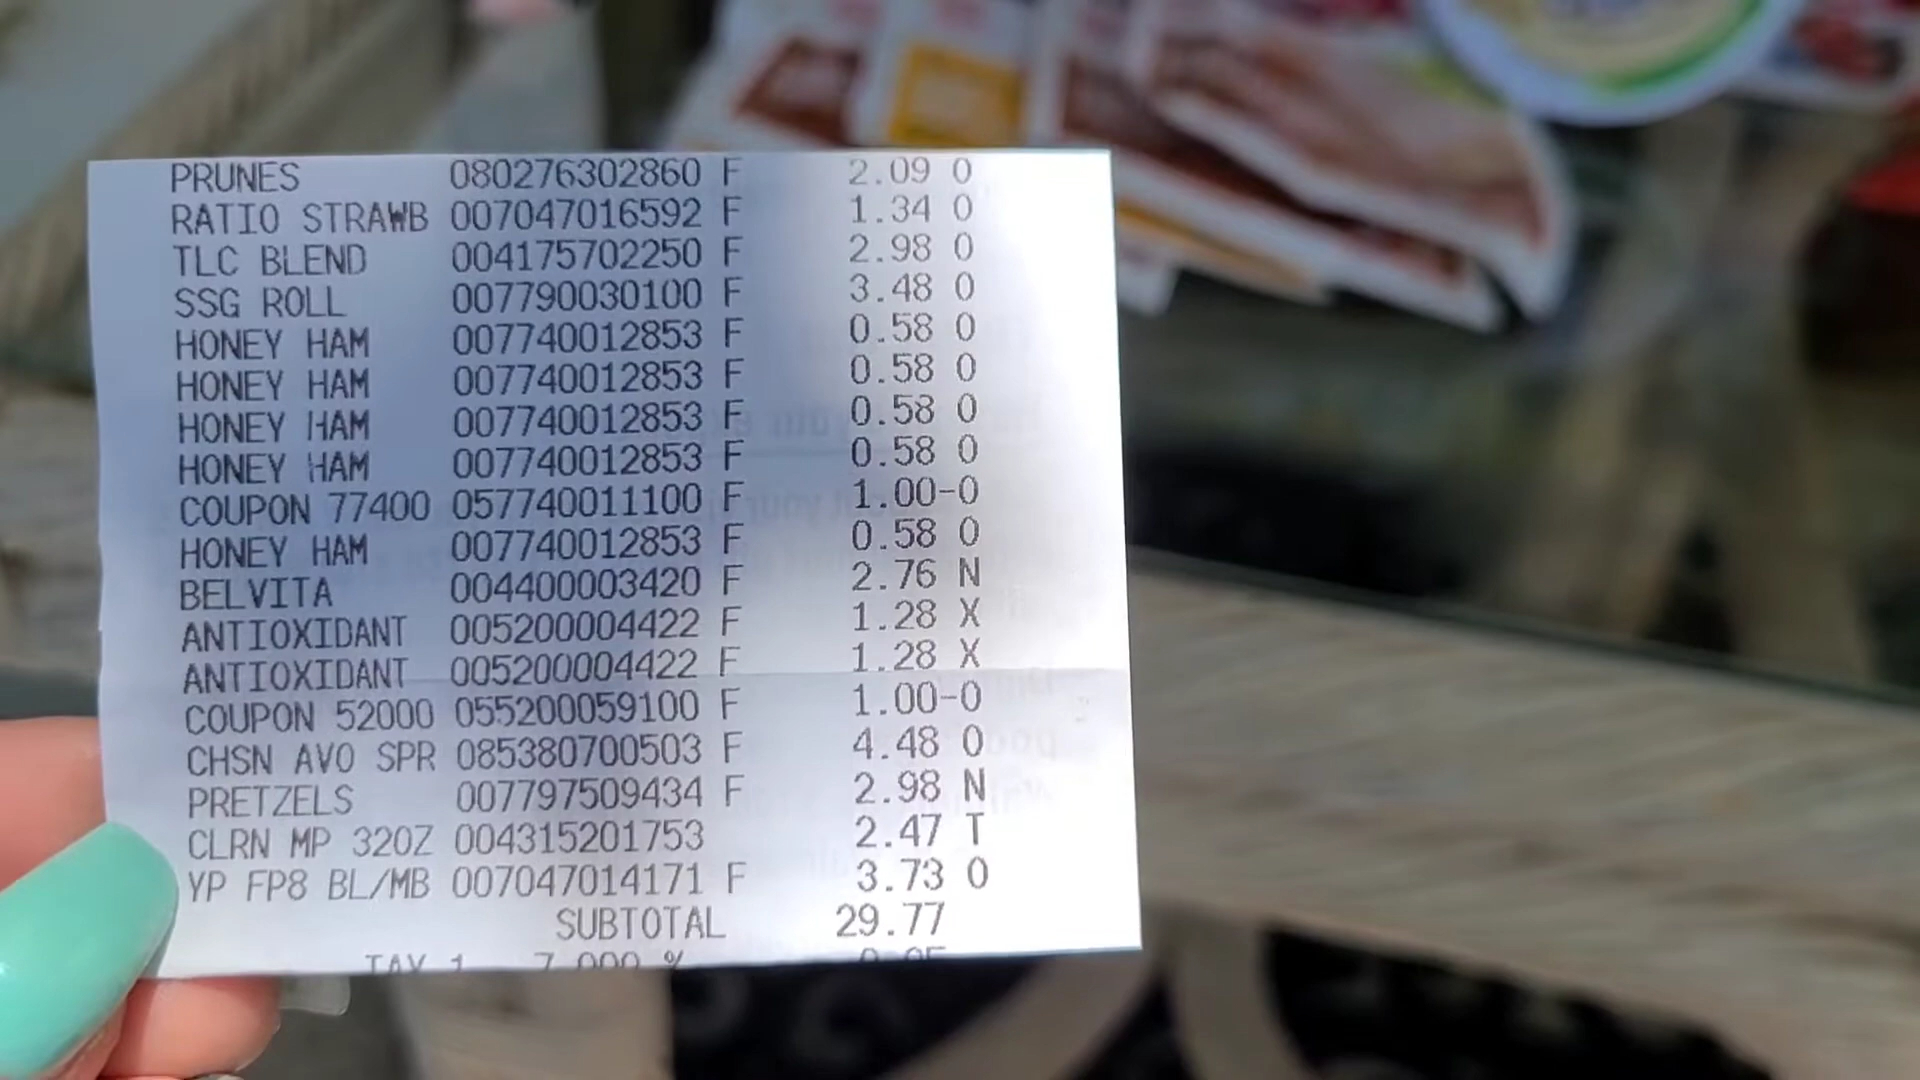 PRUNES 080276302860 F 2.09 O
RATIO STRAWB 007047016592 F 1.34 O
TLC BLEND 004175702250 F 2.98 O
SSG ROLL 007790030100 F 3.48 O
HONEY HAM 007740012853 F 0.58 O
HONEY HAM 007740012853 F 0.58 O
HONEY HAM 007740012853 F 0.58 O
HONEY HAM 007740012853 F 0.58 O
COUPON 77400 057740011100 F 1.00-O
HONEY HAM 007740012853 F 0.58 O
BELVITA 004400003420 F 2.76 N
ANTIOXIDANT 005200004422 F 1.28 X
ANTIOXIDANT 005200004422 F 1.28 X
COUPON 52000 055200059100 F 1.00-O
CHSN AVO SPR 085380700503 F 4.48 O
PRETZELS 007797509434 F 2.98 N
CLRN MP 32OZ 004315201753 2.47 T
YP FP8 BL/MB 007047014171 F 3.73 O
SUBTOTAL 29.77
TAX 1 7.000 %